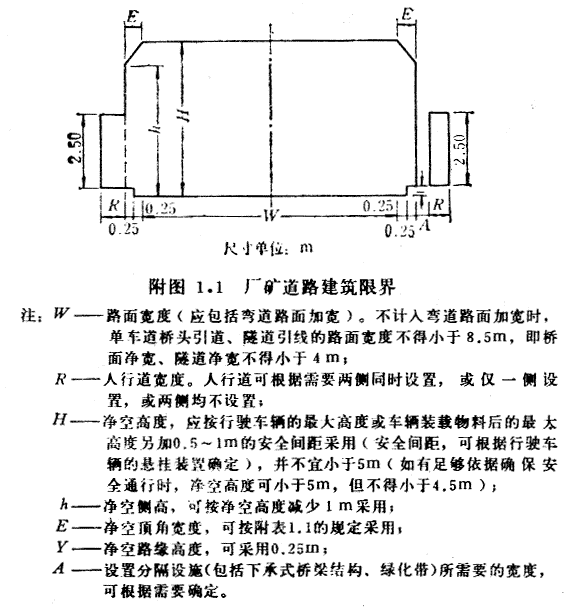 E
E
h
H
2.50
2.50
R
0.25
W
0.25
R
0.25
0.25
A
尺寸单位：m
附图 1.1 厂矿道路建筑限界
注：W——路面宽度（应包括弯道路面加宽）。不计入弯道路面加宽时，
单车道桥头引道、隧道引线的路面宽度不得小于8.5m，即桥
面净宽、隧道净宽不得小于4m；
R——人行道宽度。人行道可根据需要两侧同时设置，或仅一侧设
置，或两侧均不设置；
H——净空高度，应按行驶车辆的最大高度或车辆装载物料后的最大
高度另加0.5～1m的安全间距采用（安全间距，可根据行驶车
辆的悬挂装置确定），并不宜小于5m（如有足够依据确保安
全通行时，净空高度可小于5m，但不得小于4.5m）；
h——净空侧高，可按净空高度减少1m采用；
E——净空顶角宽度，可按附表1.1的规定采用；
Y——净空路缘高度，可采用0.25m；
A——设置分隔设施(包括下承式桥梁结构、绿化带)所需要的宽度，
可根据需要确定。